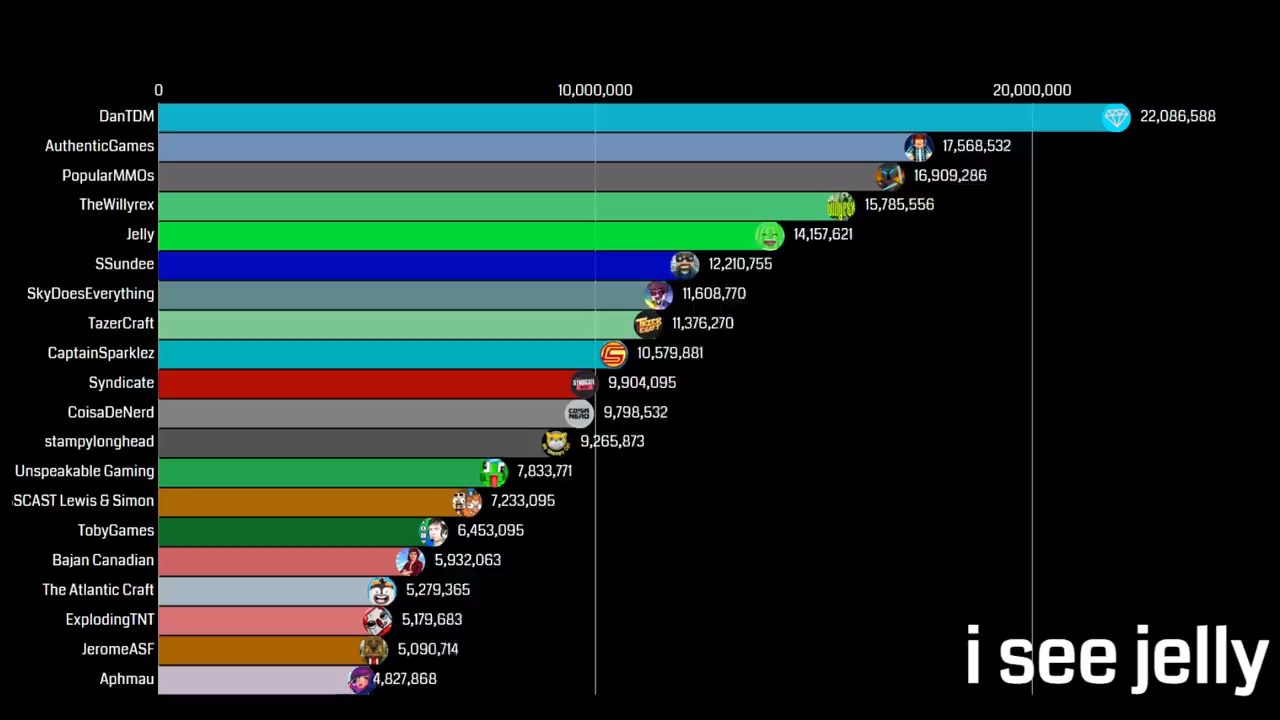 0 10,000,000 20,000,000
DanTDM 22,086,588
AuthenticGames 17,568,532
PopularMMOs 16,909,286
TheWillyrex 15,785,556
Jelly 14,157,621
SSundee 12,210,755
SkyDoesEverything 11,608,770
TazerCraft 11,376,270
CaptainSparklez 10,579,881
Syndicate 9,904,095
CoisaDeNerd COISA NERD 9,798,532
stampylonghead 9,265,873
Unspeakable Gaming 7,833,771
SCAST Lewis & Simon 7,233,095
TobyGames 6,453,095
Bajan Canadian 5,932,063
The Atlantic Craft 5,279,365
ExplodingTNT 5,179,683
JeromeASF 5,090,714
Aphmau 4,827,868
i see jelly